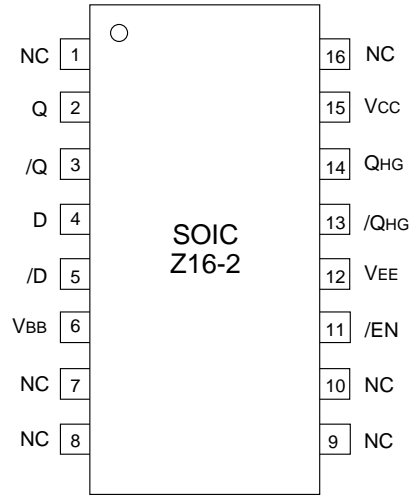 NC 1 16 NC
Q 2 15 VCC
/Q 3 14 QHG
D 4 13 /QHG
SOIC
Z16-2
/D 5 12 VEE
VBB 6 11 /EN
NC 7 10 NC
NC 8 9 NC